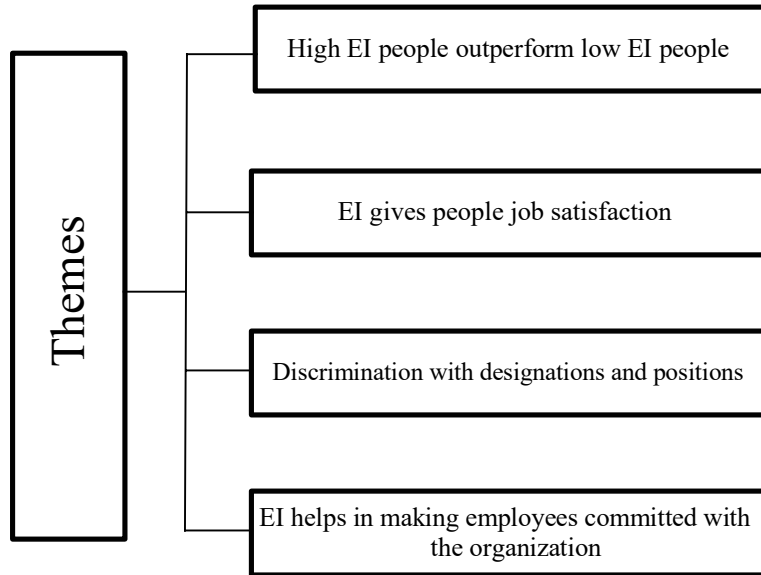 Themes
High EI people outperform low EI people
EI gives people job satisfaction
Discrimination with designations and positions
EI helps in making employees committed with
the organization